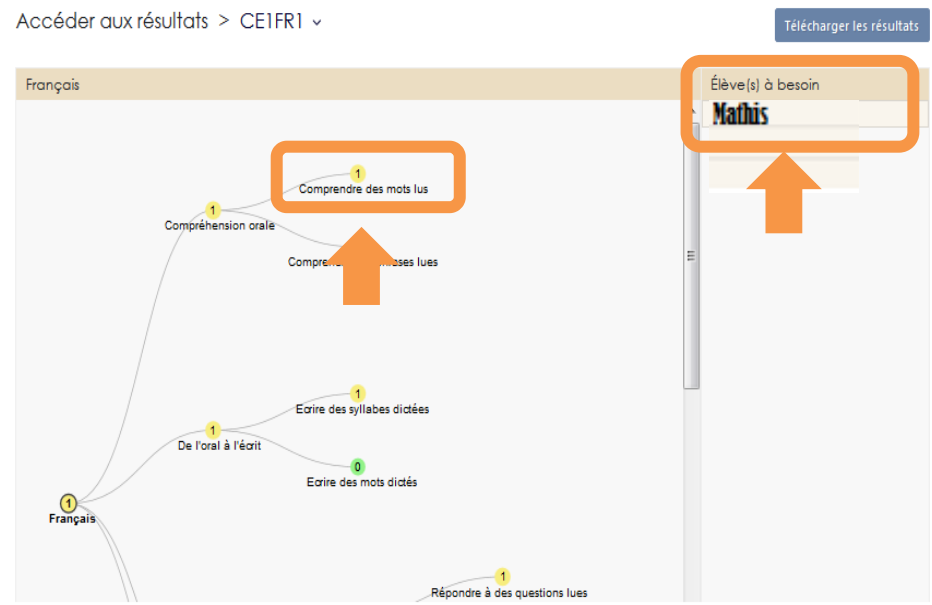 Accéder aux résultats > CE1FR1
Télécharger les résultats
Français
Élève(s) à besoin
Mathis
1
Comprendre des mots lus
1
Compréhension orale
lues
1
Ecrire des syllabes dictées
1
De l'oral à l'écrit
0
Ecrire des mots dictés
1
Français
1
Répondre à des questions lues